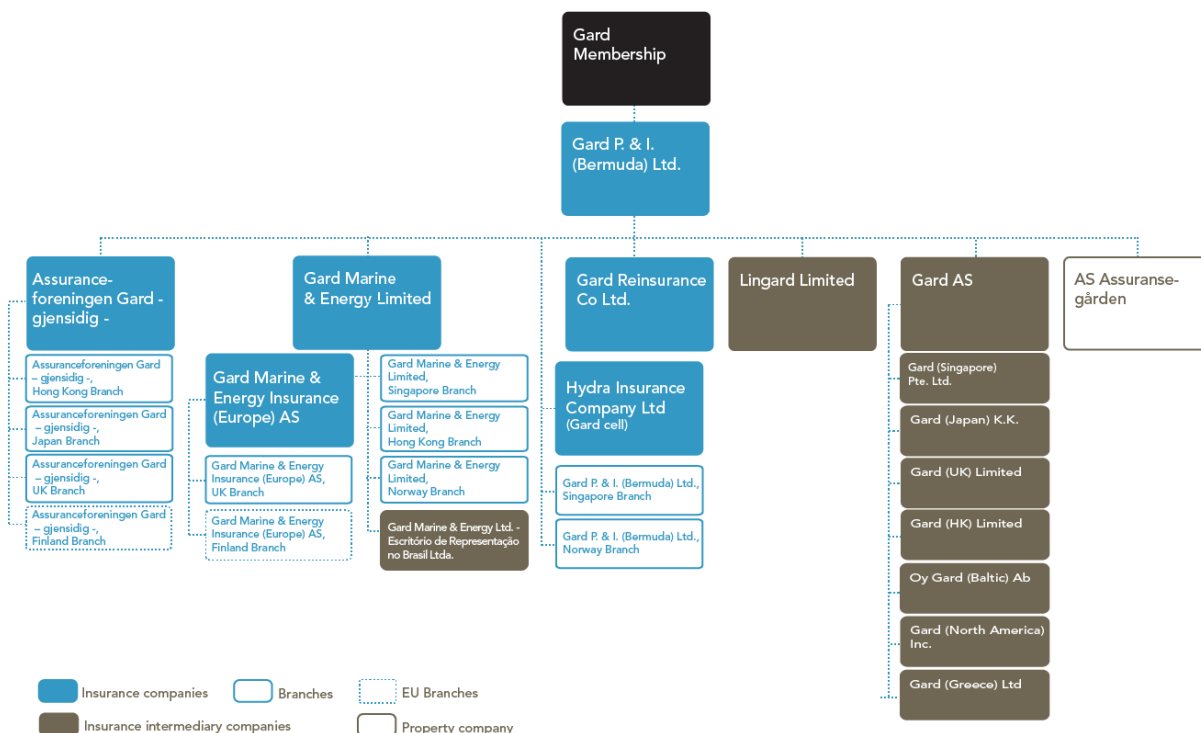 Gard
Membership
Gard P. & I.
(Bermuda) Ltd.
Assurance-
foreningen Gard -
gjensidig -
Gard Marine
& Energy Limited
Gard Reinsurance
Co Ltd.
Lingard Limited
Gard AS
AS Assuranse-
gården
Assuranceforeningen Gard
– gjensidig -,
Hong Kong Branch
Assuranceforeningen Gard
– gjensidig -,
Japan Branch
Assuranceforeningen Gard
– gjensidig -,
UK Branch
Assuranceforeningen Gard
– gjensidig -,
Finland Branch
Gard Marine &
Energy Insurance
(Europe) AS
Gard Marine & Energy
Insurance (Europe) AS,
UK Branch
Gard Marine & Energy
Insurance (Europe) AS,
Finland Branch
Gard Marine & Energy
Limited,
Singapore Branch
Gard Marine & Energy
Limited,
Hong Kong Branch
Gard Marine & Energy
Limited,
Norway Branch
Gard Marine & Energy Ltd. -
Escritório de Representação
no Brasil Ltda.
Hydra Insurance
Company Ltd
(Gard cell)
Gard P. & I. (Bermuda) Ltd.,
Singapore Branch
Gard P. & I. (Bermuda) Ltd.,
Norway Branch
Gard (Singapore)
Pte. Ltd.
Gard (Japan) K.K.
Gard (UK) Limited
Gard (HK) Limited
Oy Gard (Baltic) Ab
Gard (North America)
Inc.
Gard (Greece) Ltd
Insurance companies
Branches
EU Branches
Insurance intermediary companies
Property company